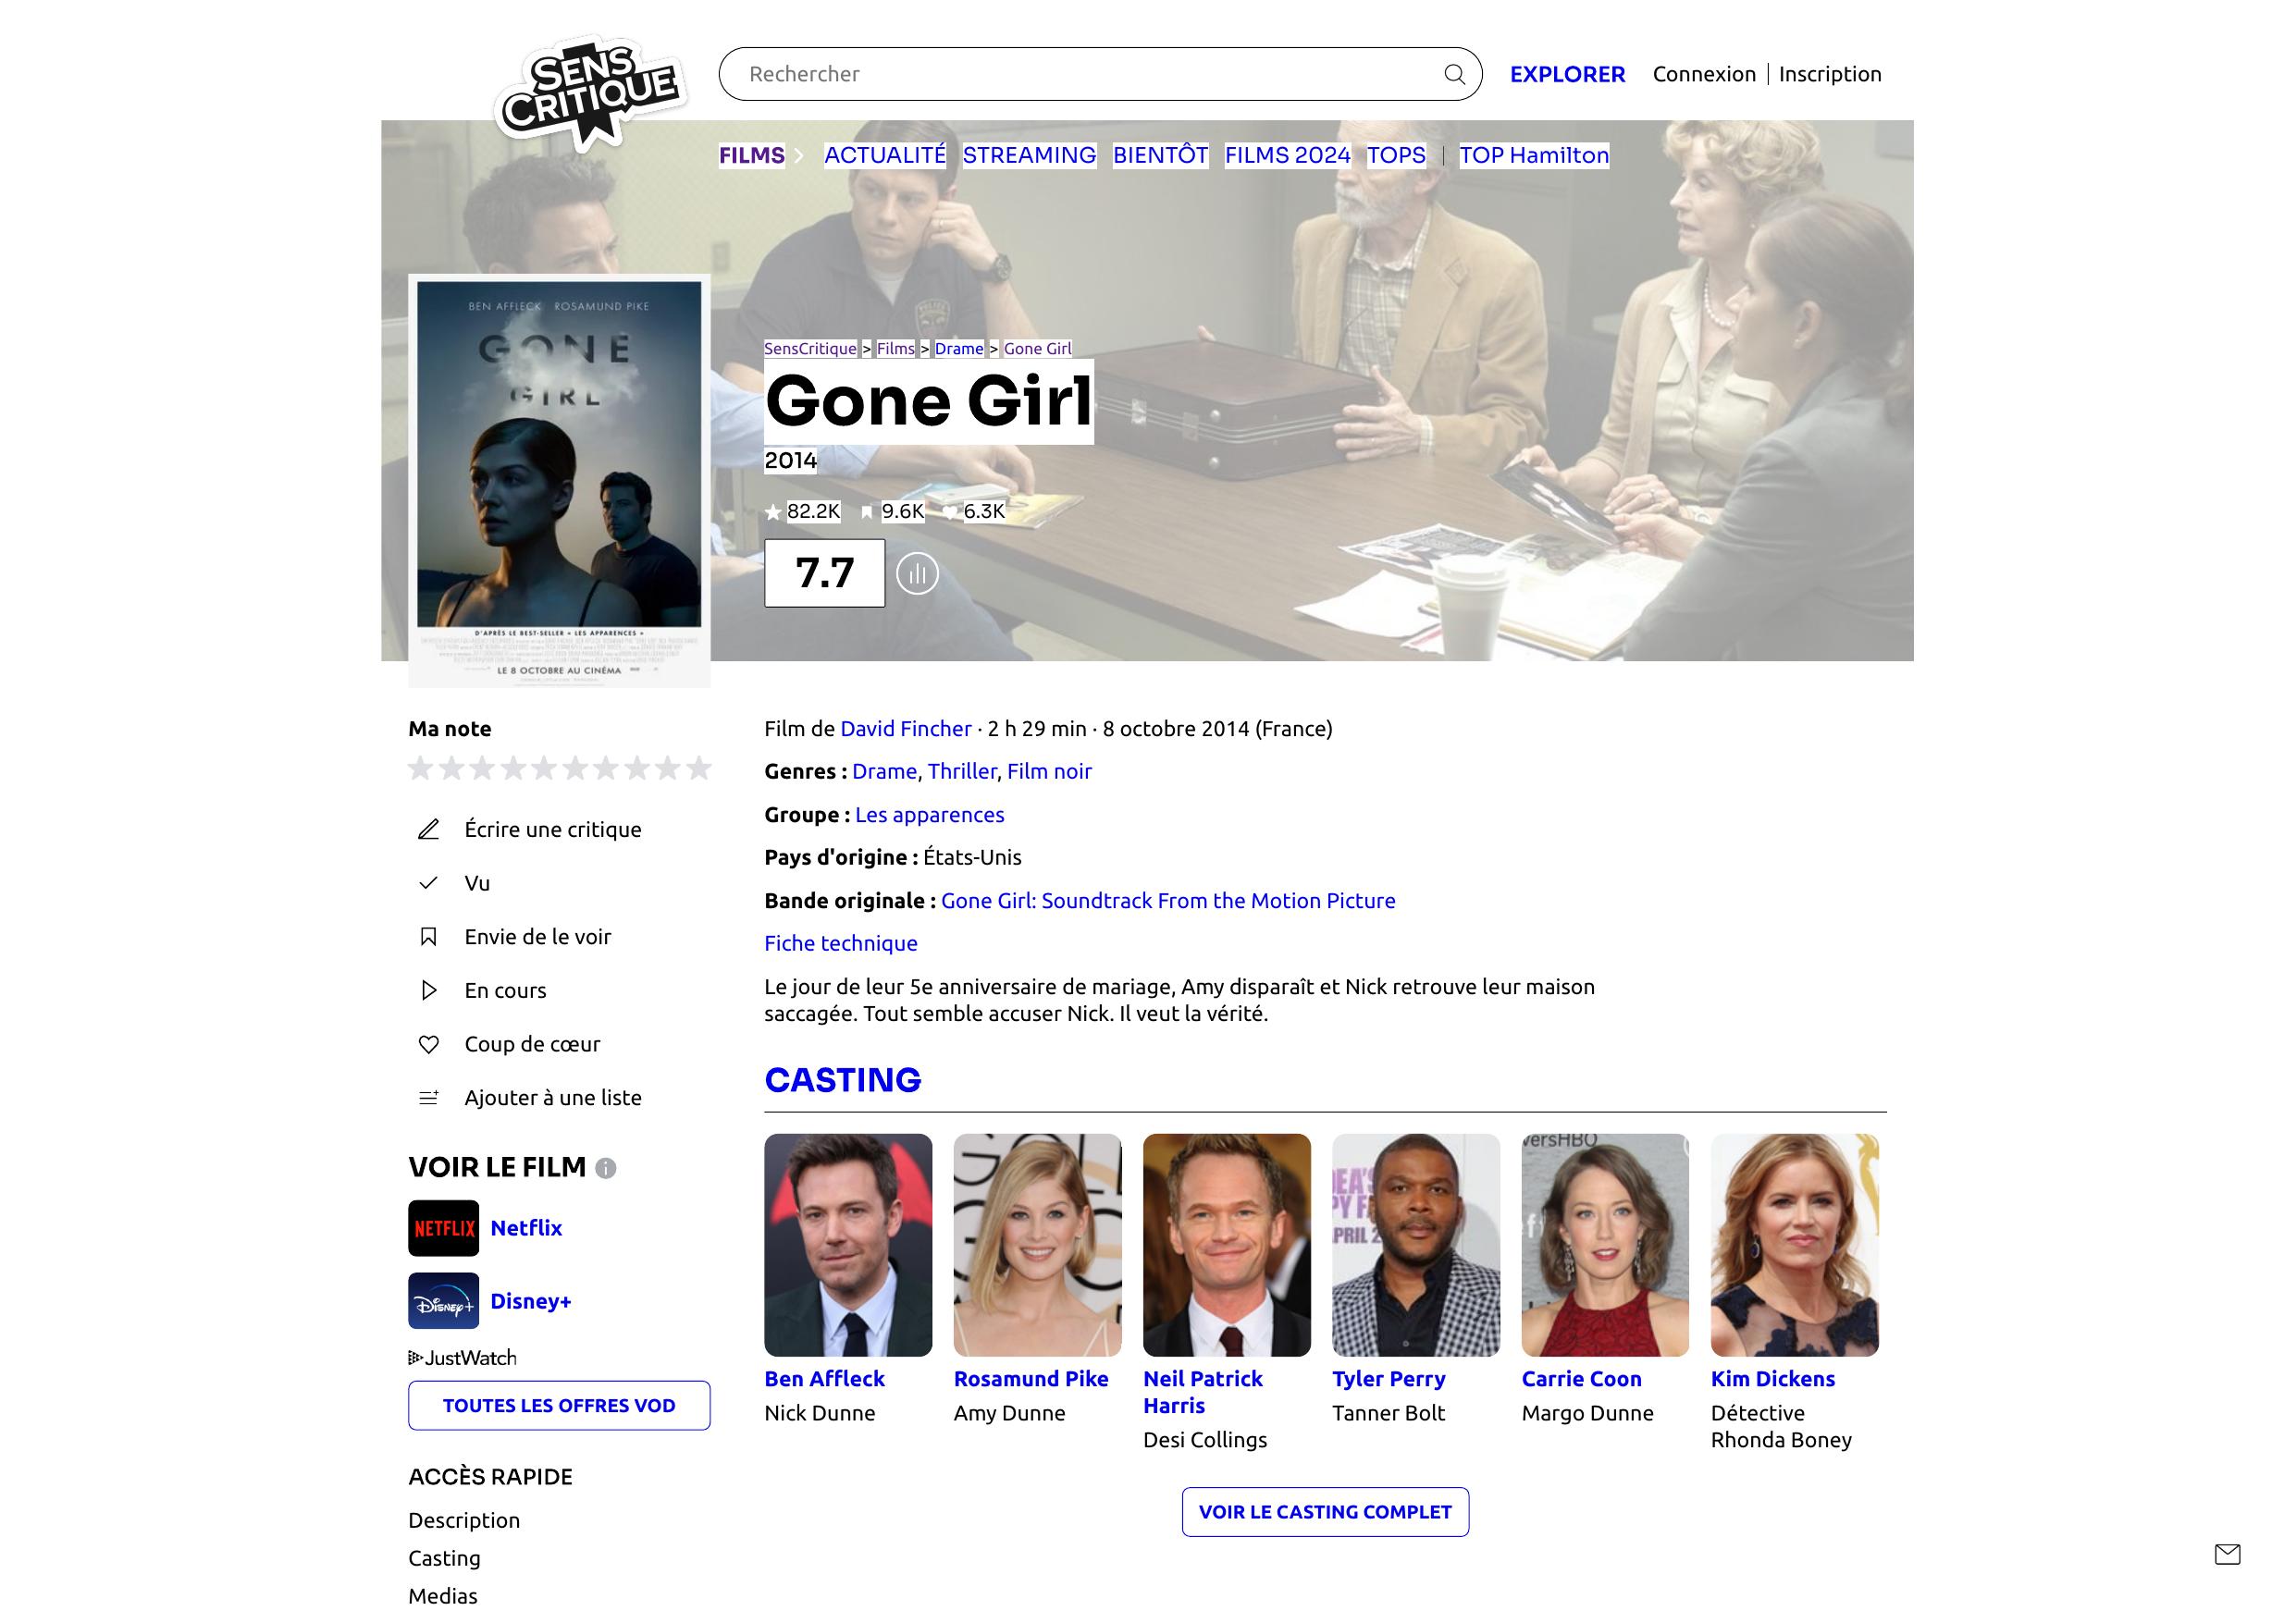 SENS
CRITIQUE
Rechercher
EXPLORER
Connexion | Inscription
FILMS > ACTUALITÉ STREAMING BIENTÔT FILMS 2024 TOPS | TOP Hamilton
BEN AFFLECK ROSAMUND PIKE
GONE
GIRL
D'APRÈS LE BEST-SELLER « LES APPARENCES »
LE 8 OCTOBRE AU CINÉMA
SensCritique > Films > Drame > Gone Girl
Gone Girl
2014
82.2K 9.6K 6.3K
7.7
Ma note
Écrire une critique
Vu
Envie de le voir
En cours
Coup de cœur
Ajouter à une liste
VOIR LE FILM
NETFLIX Netflix
Disney+ Disney+
JustWatch
TOUTES LES OFFRES VOD
ACCÈS RAPIDE
Description
Casting
Medias
Film de David Fincher · 2 h 29 min · 8 octobre 2014 (France)
Genres : Drame, Thriller, Film noir
Groupe : Les apparences
Pays d'origine : États-Unis
Bande originale : Gone Girl: Soundtrack From the Motion Picture
Fiche technique
Le jour de leur 5e anniversaire de mariage, Amy disparaît et Nick retrouve leur maison
saccagée. Tout semble accuser Nick. Il veut la vérité.
CASTING
Ben Affleck
Nick Dunne
Rosamund Pike
Amy Dunne
Neil Patrick
Harris
Desi Collings
Tyler Perry
Tanner Bolt
Carrie Coon
Margo Dunne
Kim Dickens
Détective
Rhonda Boney
VOIR LE CASTING COMPLET